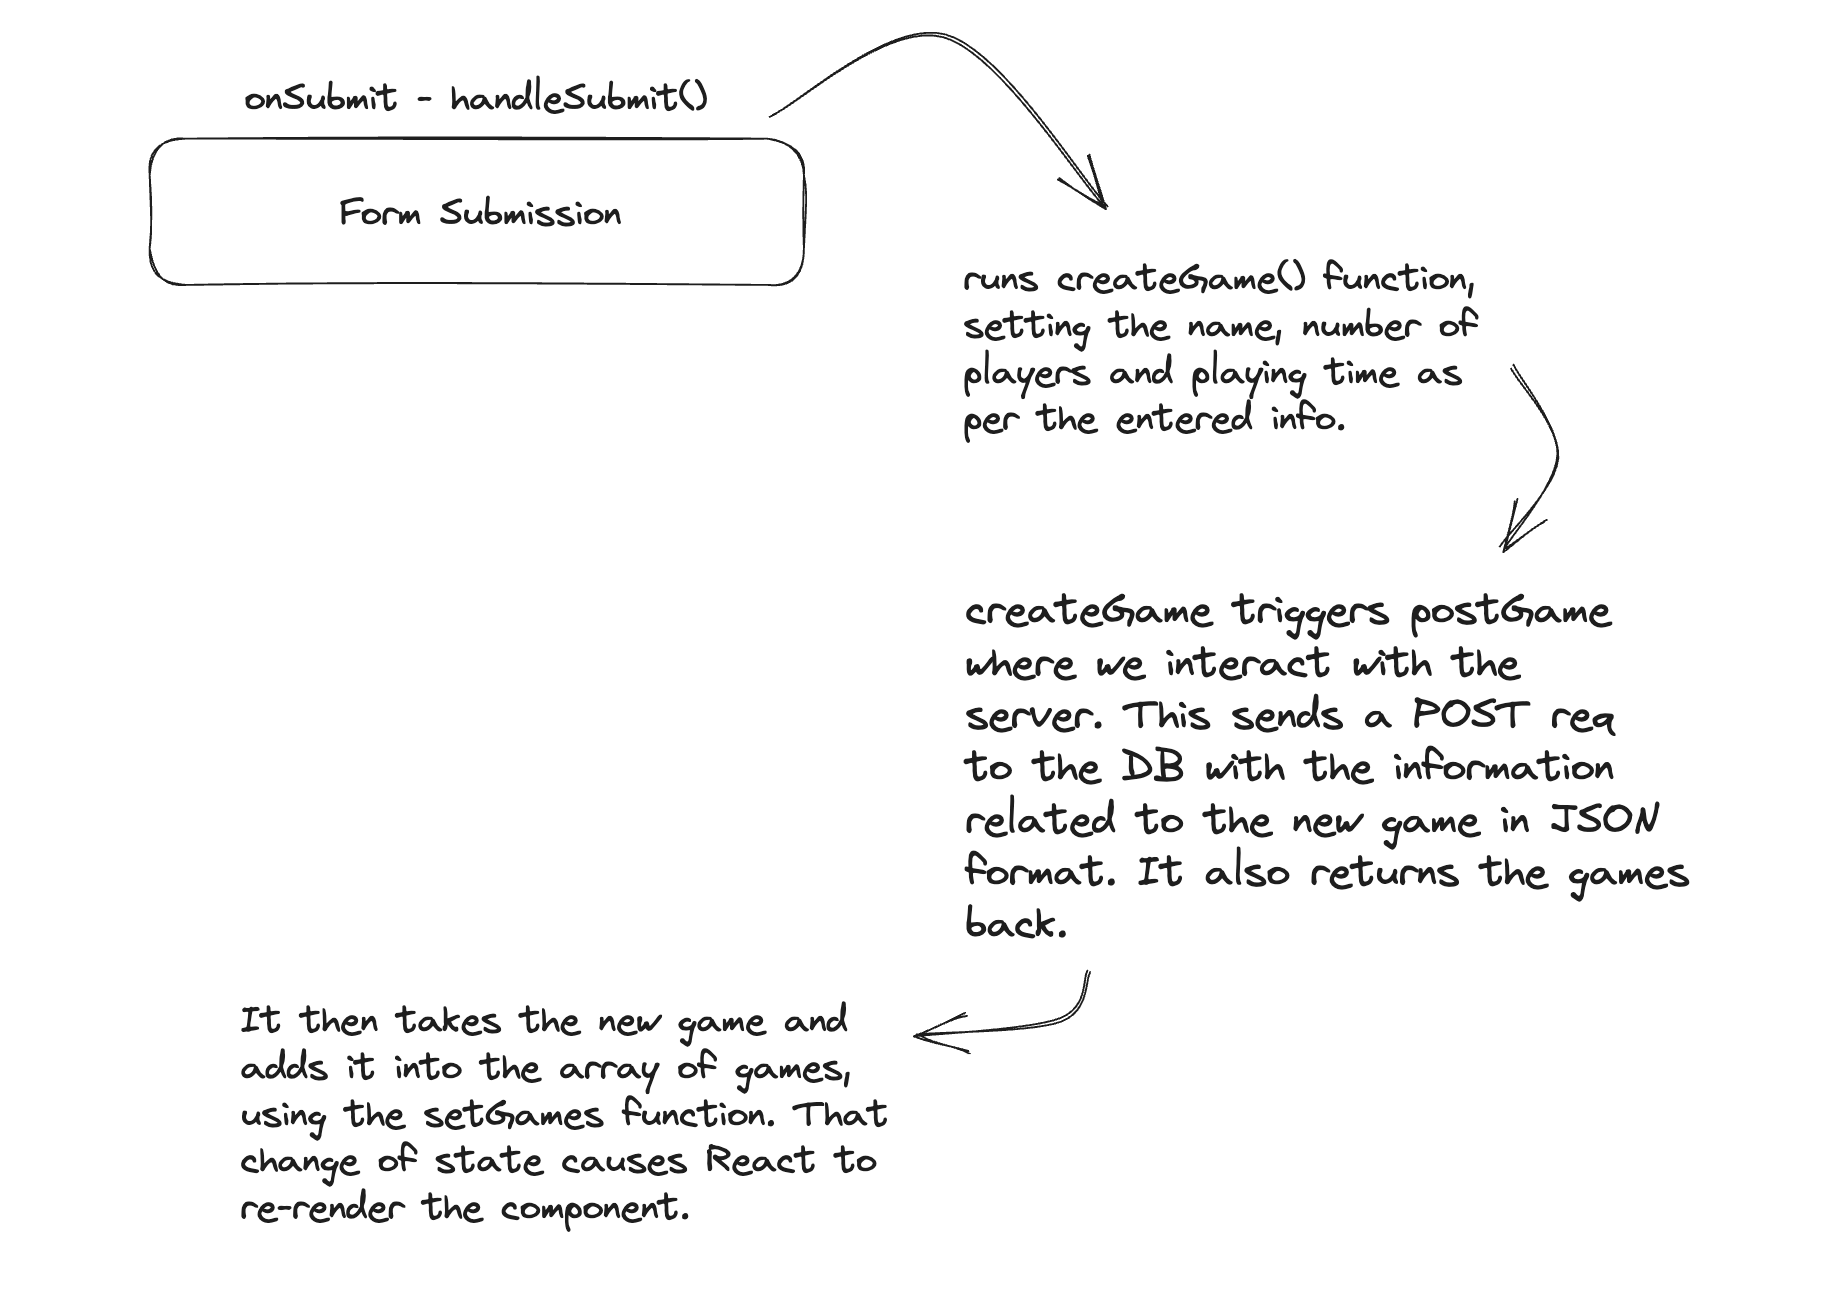 onSubmit - handleSubmit()
Form Submission
runs createGame() function,
setting the name, number of
players and playing time as
per the entered info.
createGame triggers postGame
where we interact with the
server. This sends a POST req
to the DB with the information
related to the new game in JSON
format. It also returns the games
back.
It then takes the new game and
adds it into the array of games,
using the setGames function. That
change of state causes React to
re-render the component.